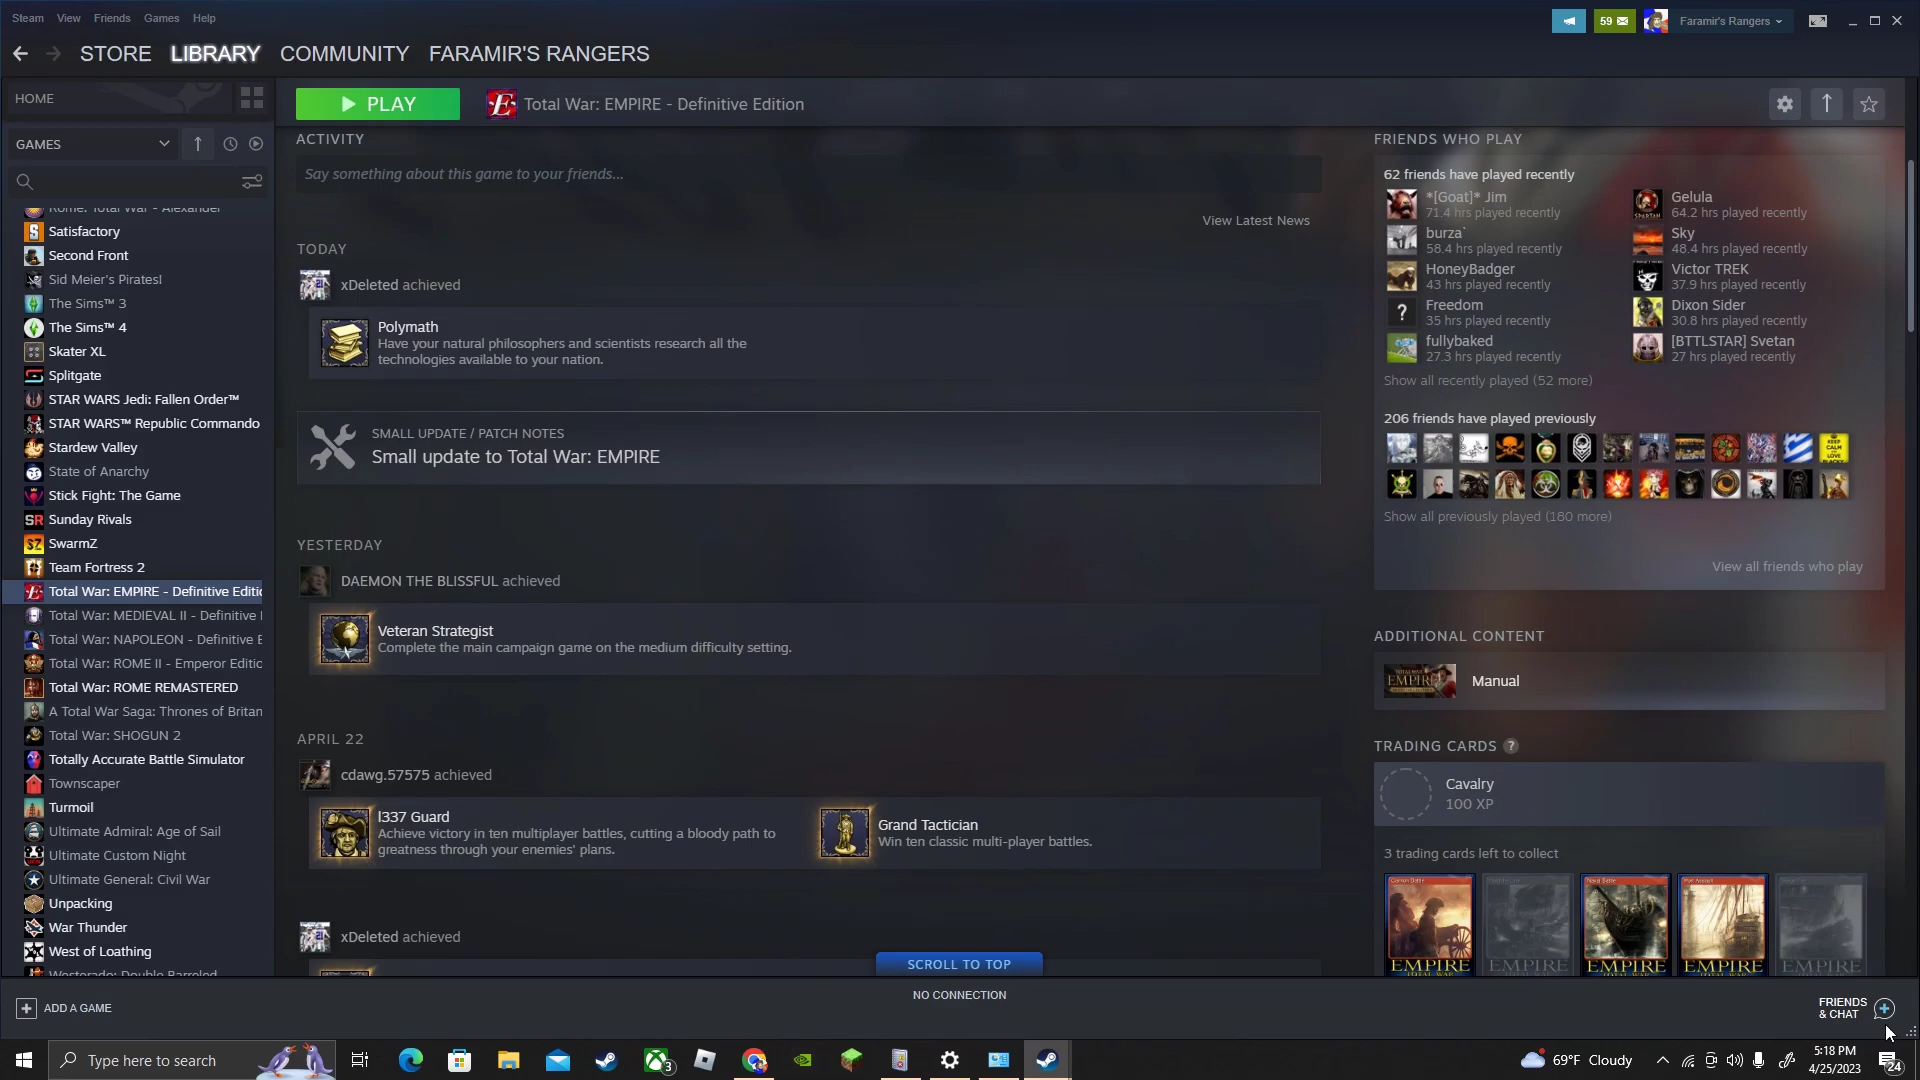 Steam View Friends Games Help
59
Faramir's Rangers
STORE LIBRARY COMMUNITY FARAMIR'S RANGERS
HOME
PLAY
Total War: EMPIRE - Definitive Edition
GAMES
Rome: Total War - Alexander
Satisfactory
Second Front
Sid Meier's Pirates!
The Sims™ 3
The Sims™ 4
Skater XL
Splitgate
STAR WARS Jedi: Fallen Order™
STAR WARS™ Republic Commando
Stardew Valley
State of Anarchy
Stick Fight: The Game
Sunday Rivals
SwarmZ
Team Fortress 2
Total War: EMPIRE - Definitive Editi
Total War: MEDIEVAL II - Definitive
Total War: NAPOLEON - Definitive E
Total War: ROME II - Emperor Editio
Total War: ROME REMASTERED
A Total War Saga: Thrones of Britan
Total War: SHOGUN 2
Totally Accurate Battle Simulator
Townscaper
Turmoil
Ultimate Admiral: Age of Sail
Ultimate Custom Night
Ultimate General: Civil War
Unpacking
War Thunder
West of Loathing
Westerado: Double Barreled
ACTIVITY
Say something about this game to your friends...
View Latest News
TODAY
xDeleted achieved
Polymath
Have your natural philosophers and scientists research all the
technologies available to your nation.
SMALL UPDATE / PATCH NOTES
Small update to Total War: EMPIRE
YESTERDAY
DAEMON THE BLISSFUL achieved
Veteran Strategist
Complete the main campaign game on the medium difficulty setting.
APRIL 22
cdawg.57575 achieved
l337 Guard
Achieve victory in ten multiplayer battles, cutting a bloody path to
greatness through your enemies' plans.
Grand Tactician
Win ten classic multi-player battles.
xDeleted achieved
SCROLL TO TOP
FRIENDS WHO PLAY
62 friends have played recently
*[Goat]* Jim
71.4 hrs played recently
Gelula
64.2 hrs played recently
burza`
58.4 hrs played recently
Sky
48.4 hrs played recently
HoneyBadger
43 hrs played recently
Victor TREK
37.9 hrs played recently
Freedom
35 hrs played recently
Dixon Sider
30.8 hrs played recently
fullybaked
27.3 hrs played recently
[BTTLSTAR] Svetan
27 hrs played recently
Show all recently played (52 more)
206 friends have played previously
Show all previously played (180 more)
View all friends who play
ADDITIONAL CONTENT
Manual
TRADING CARDS ?
Cavalry
100 XP
3 trading cards left to collect
EMPIRE EMPIRE EMPIRE EMPIRE EMPIRE
ADD A GAME
NO CONNECTION
FRIENDS
& CHAT
Type here to search
3
69°F Cloudy
5:18 PM
4/25/2023
24